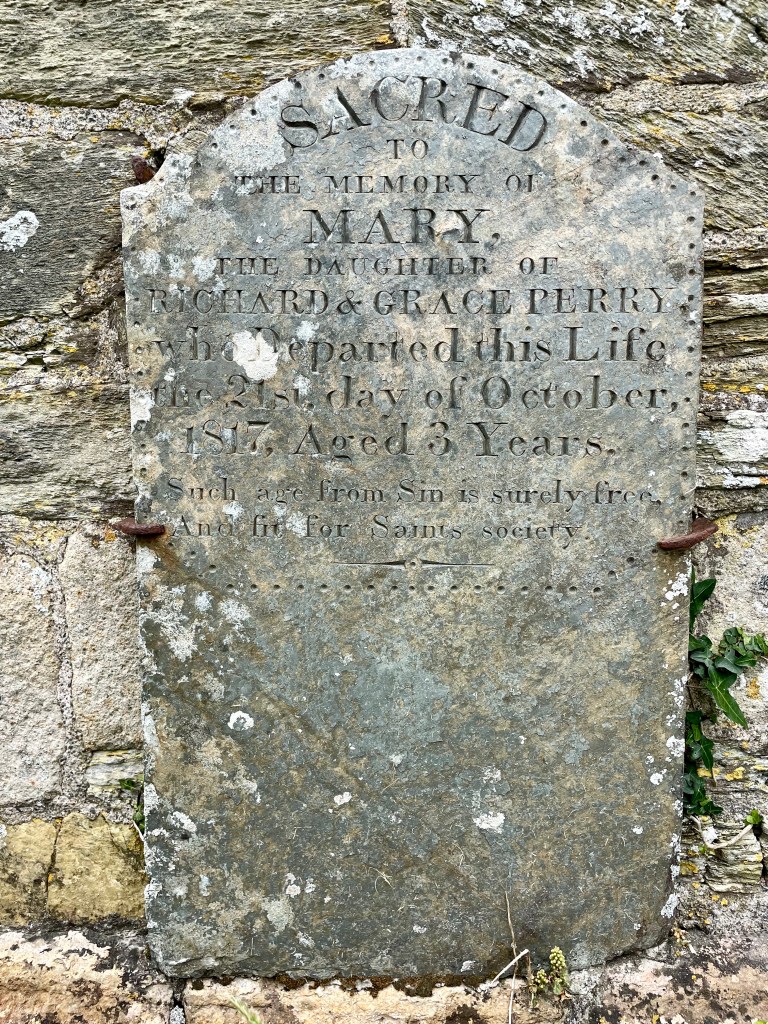 SACRED
TO
THE MEMORY OF
MARY,
THE DAUGHTER OF
RICHARD & GRACE PERRY,
who Departed this Life
the 21st. day of October,
1817, Aged 3 Years.
Such age from Sin is surely free,
And fit for Saints society.